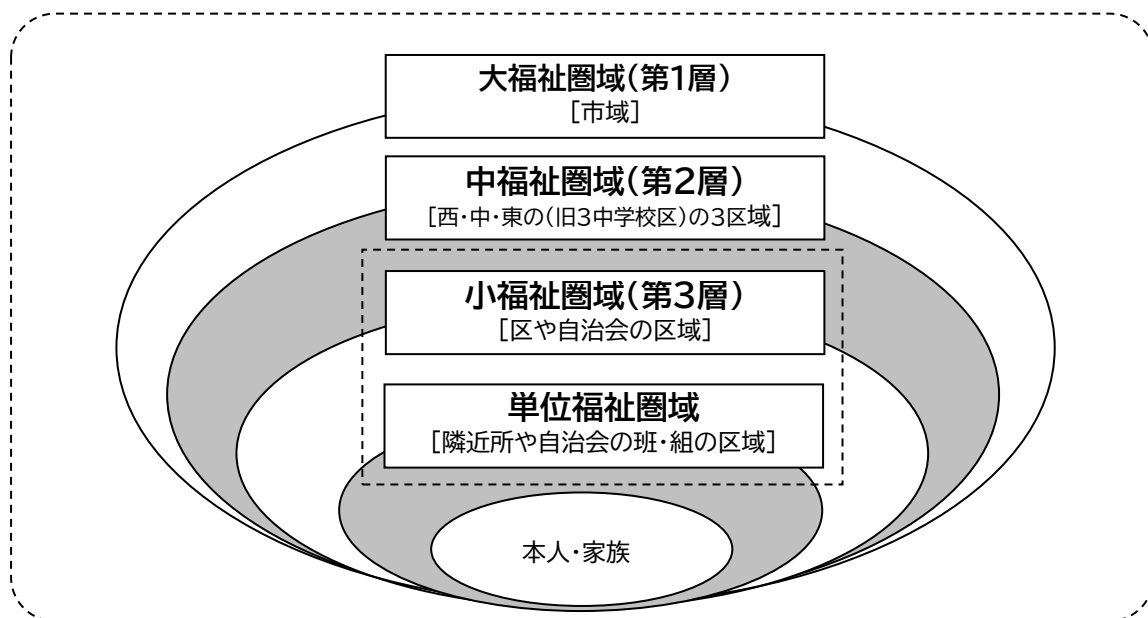 大福祉圏域(第1層)
[市域]
中福祉圏域(第2層)
[西・中・東の(旧3中学校区)の3区域]
小福祉圏域(第3層)
[区や自治会の区域]
単位福祉圏域
[隣近所や自治会の班・組の区域]
本人・家族